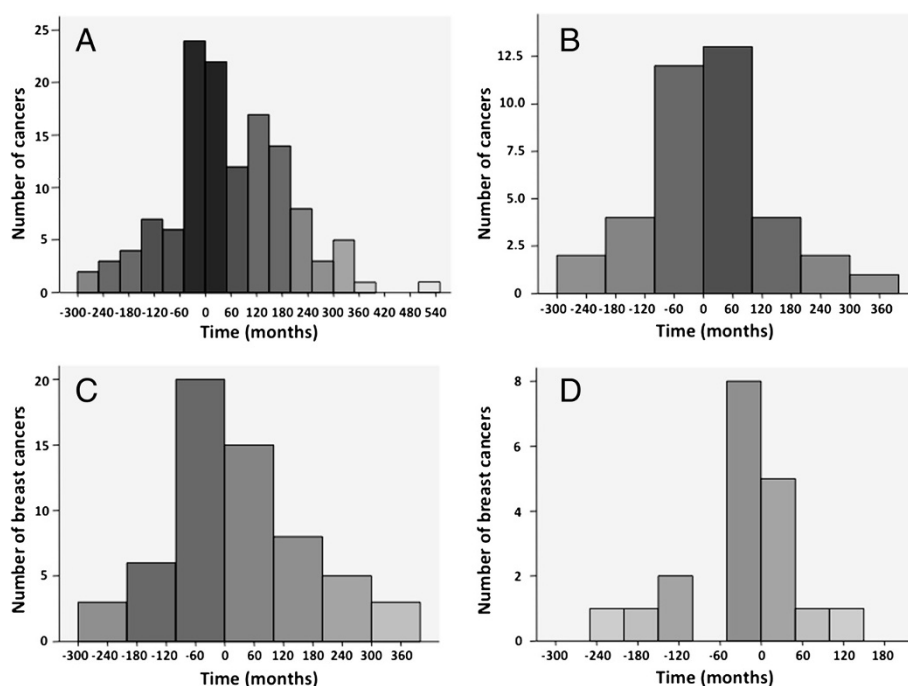 A
Number of cancers
25
20
15
10
5
0
-300 -240 -180 -120 -60 0 60 120 180 240 300 360 420 480 540
Time (months)
B
Number of cancers
12.5
10.0
7.5
5.0
2.5
0
-300 -240 -180 -120 -60 0 60 120 180 240 300 360
Time (months)
C
Number of breast cancers
20
15
10
5
0
-300 -240 -180 -120 -60 0 60 120 180 240 300 360
Time (months)
D
Number of breast cancers
8
6
4
2
0
-300 -240 -180 -120 -60 0 60 120 180
Time (months)